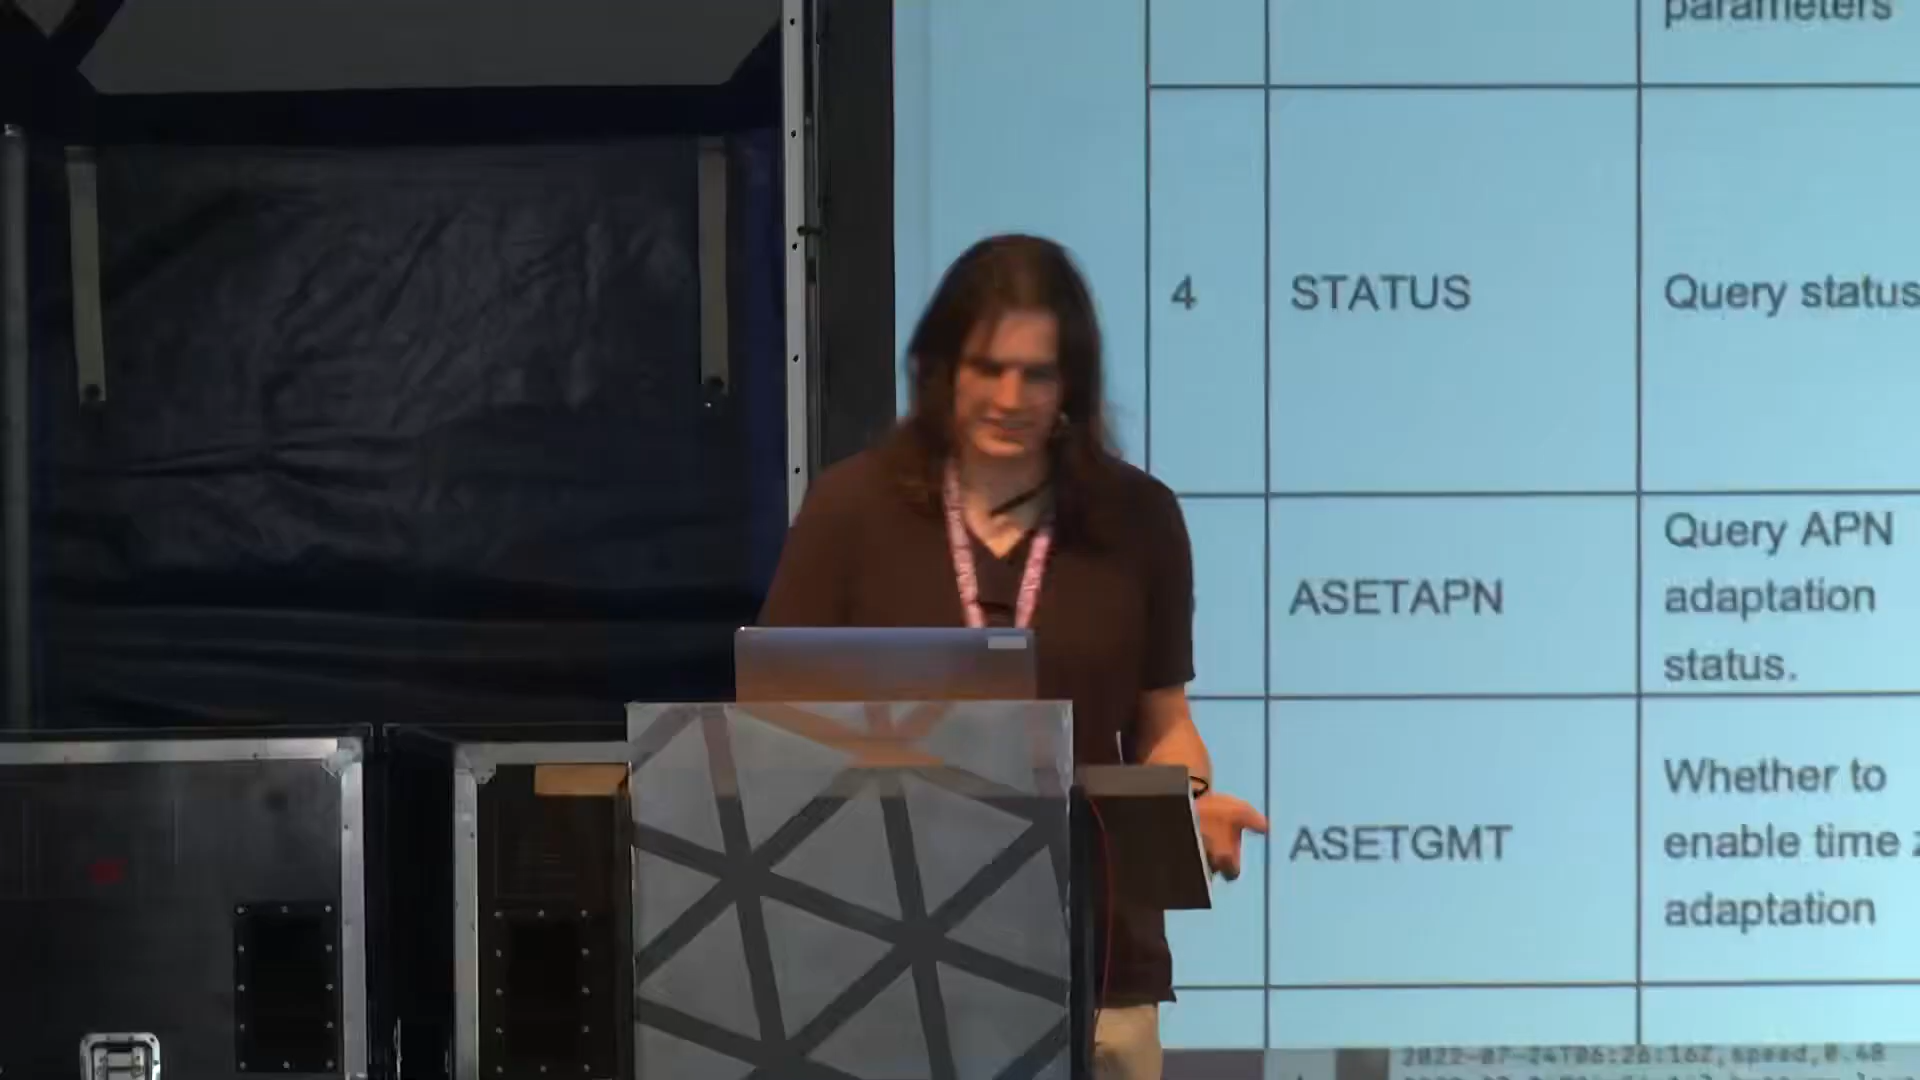 parameters
4
STATUS
Query status
ASETAPN
Query APN
adaptation
status.
ASETGMT
Whether to
enable time z
adaptation
2022-07-24T06:26:16Z,speed,0.48